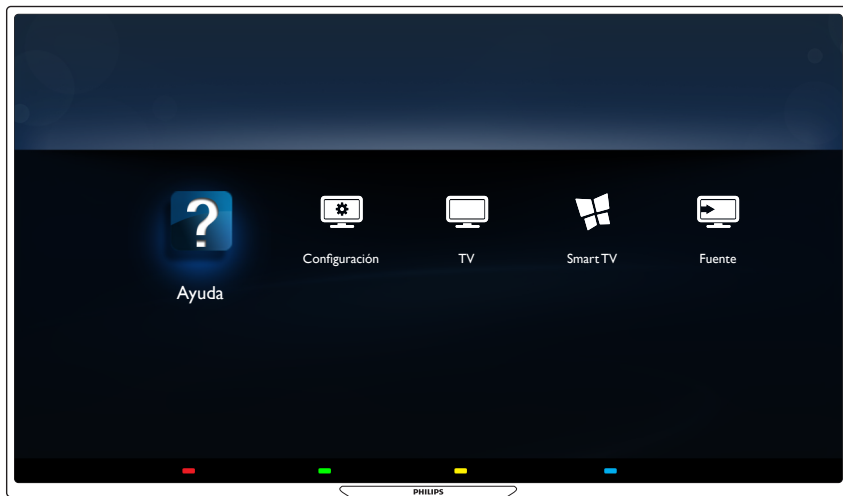 ?
Configuración
TV
Smart TV
Fuente
Ayuda
PHILIPS